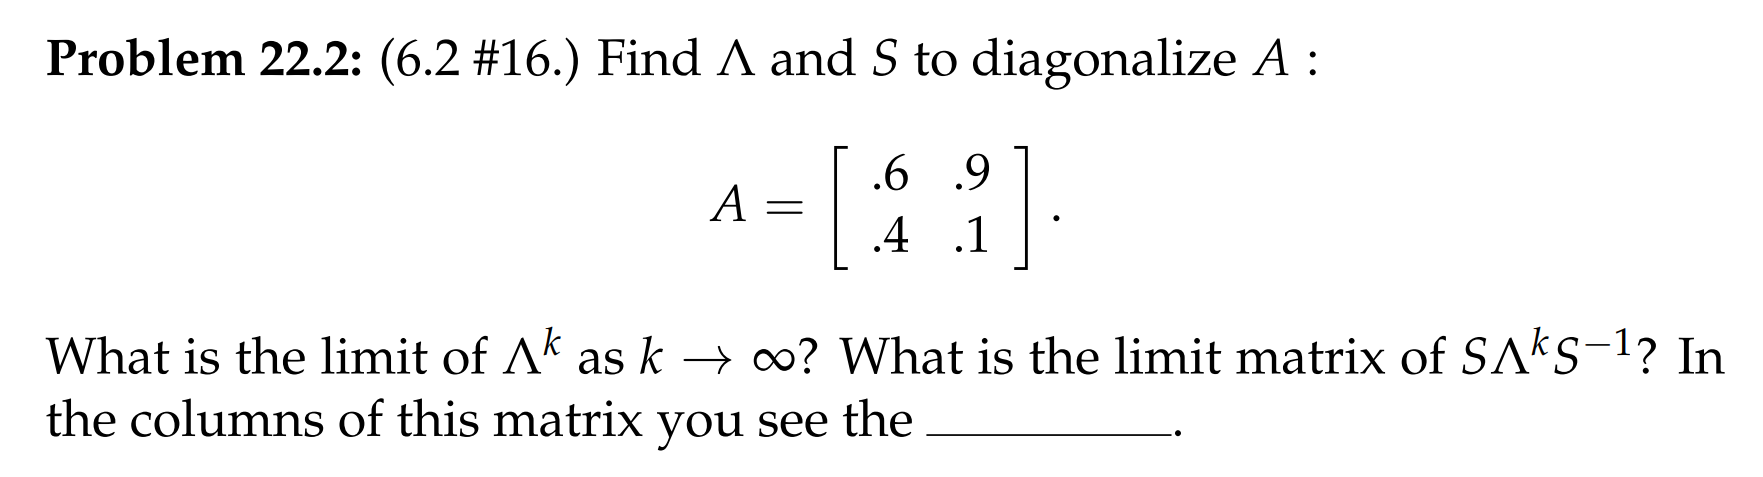 Problem 22.2: (6.2 #16.) Find Λ and S to diagonalize A :
A = [ .6 .9
.4 .1 ] .
What is the limit of Λ^k as k → ∞? What is the limit matrix of SΛ^kS^−1? In
the columns of this matrix you see the __________.